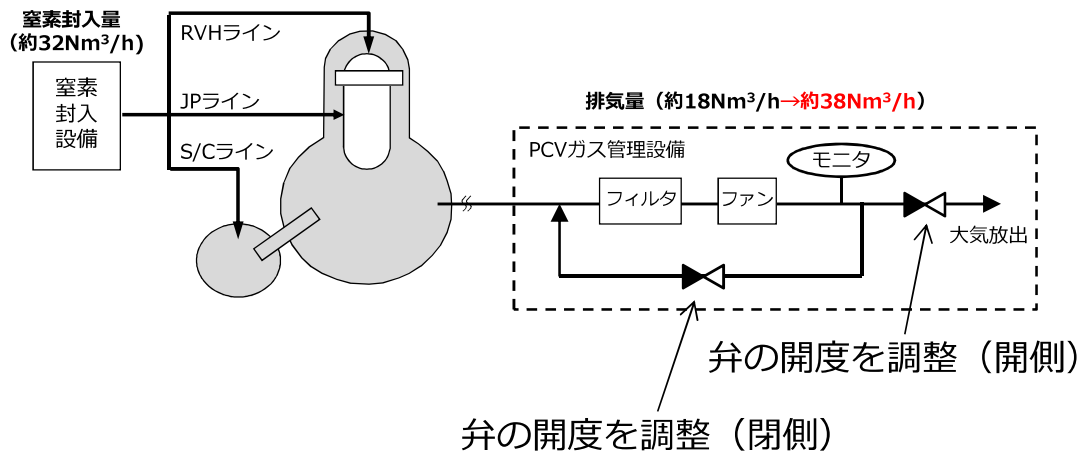 窒素封入量
（約32Nm³/h）
RVHライン
窒素
封入
設備
JPライン
S/Cライン
排気量（約18Nm³/h→約38Nm³/h）
PCVガス管理設備
モニタ
フィルタ
ファン
大気放出
弁の開度を調整（開側）
弁の開度を調整（閉側）